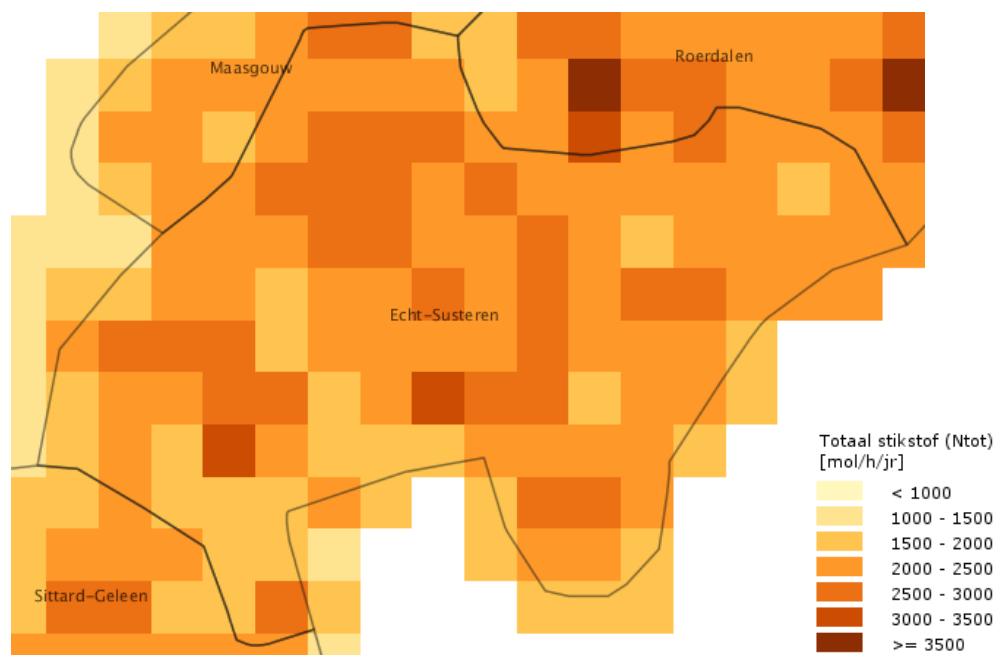 Roerdalen
Maasgouw
Echt-Susteren
Sittard-Geleen
Totaal stikstof (Ntot)
[mol/h/jr]
< 1000
1000 - 1500
1500 - 2000
2000 - 2500
2500 - 3000
3000 - 3500
>= 3500